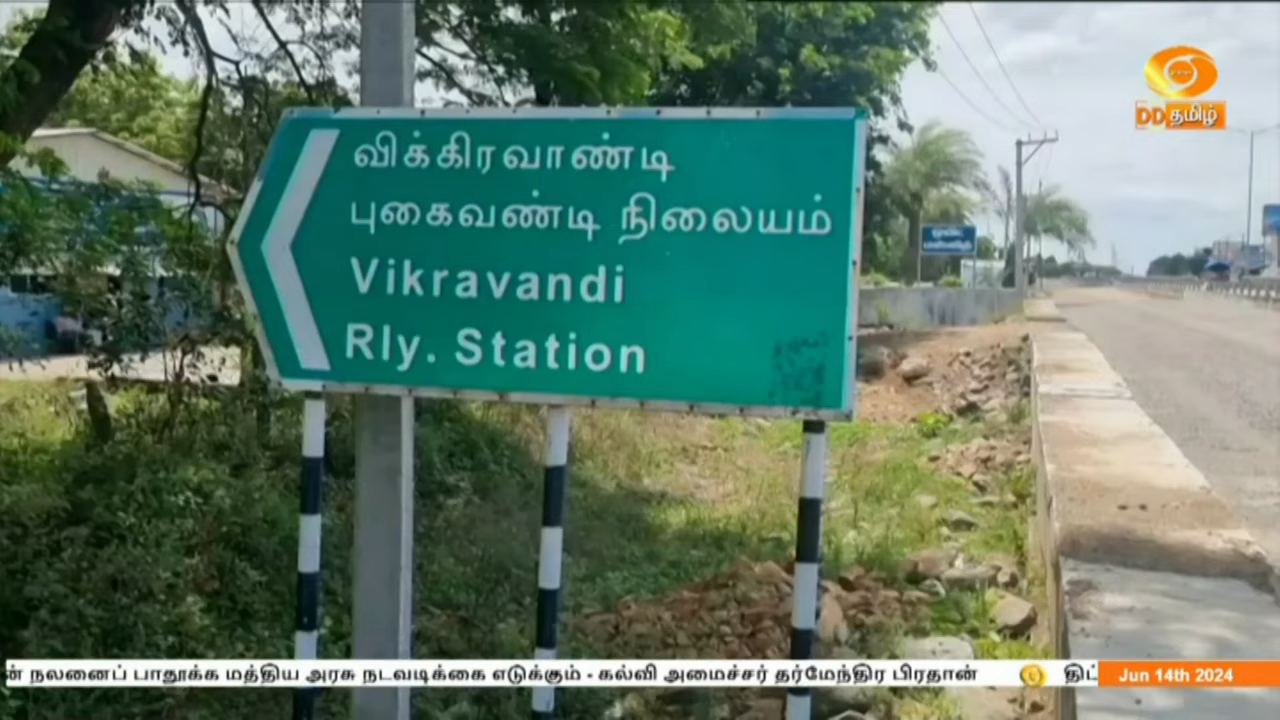 விக்கிரவாண்டி
புகைவண்டி நிலையம்
Vikravandi
Rly. Station
DD தமிழ்
ன் நலனைப் பாதூக்க மத்திய அரசு நடவடிக்கை எடுக்கும் - கல்வி அமைச்சர் தர்மேந்திர பிரதான்
Jun 14th 2024